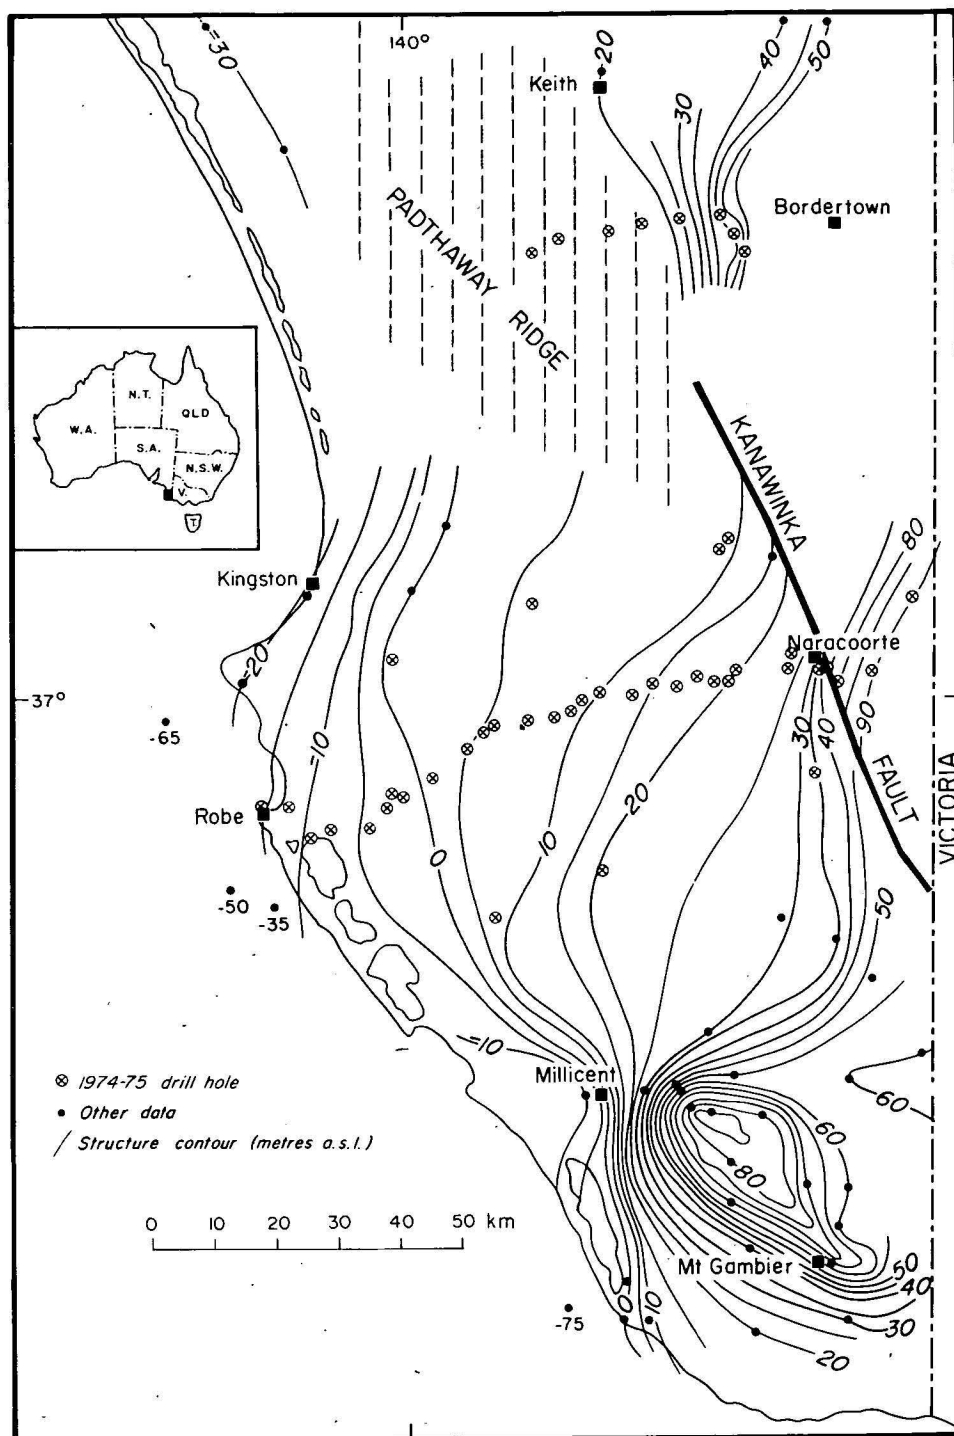 140°
-30
-20
Keith
40
50
30
Bordertown
PADTHAWAY
RIDGE
N.T.
W.A.
QLD
S.A.
N.S.W.
V.
T.
KANAWINKA
80
Kingston
Naracoorte
-20
37°
-65
-10
30
40
90
FAULT
VICTORIA
20
Robe
10
0
-50
-35
50
-10
Millicent
60
⊗ 1974-75 drill hole
• Other data
/ Structure contour (metres a.s.l.)
60
80
0 10 20 30 40 50 km
Mt Gambier
50
40
-75
0
10
30
20